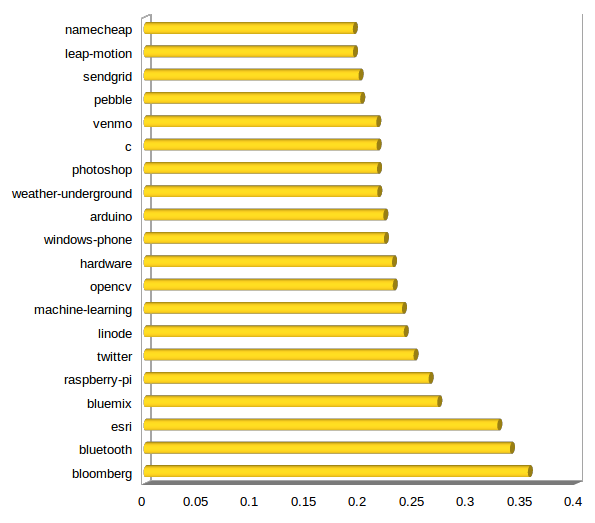 namecheap
leap-motion
sendgrid
pebble
venmo
c
photoshop
weather-underground
arduino
windows-phone
hardware
opencv
machine-learning
linode
twitter
raspberry-pi
bluemix
esri
bluetooth
bloomberg
0 0.05 0.1 0.15 0.2 0.25 0.3 0.35 0.4